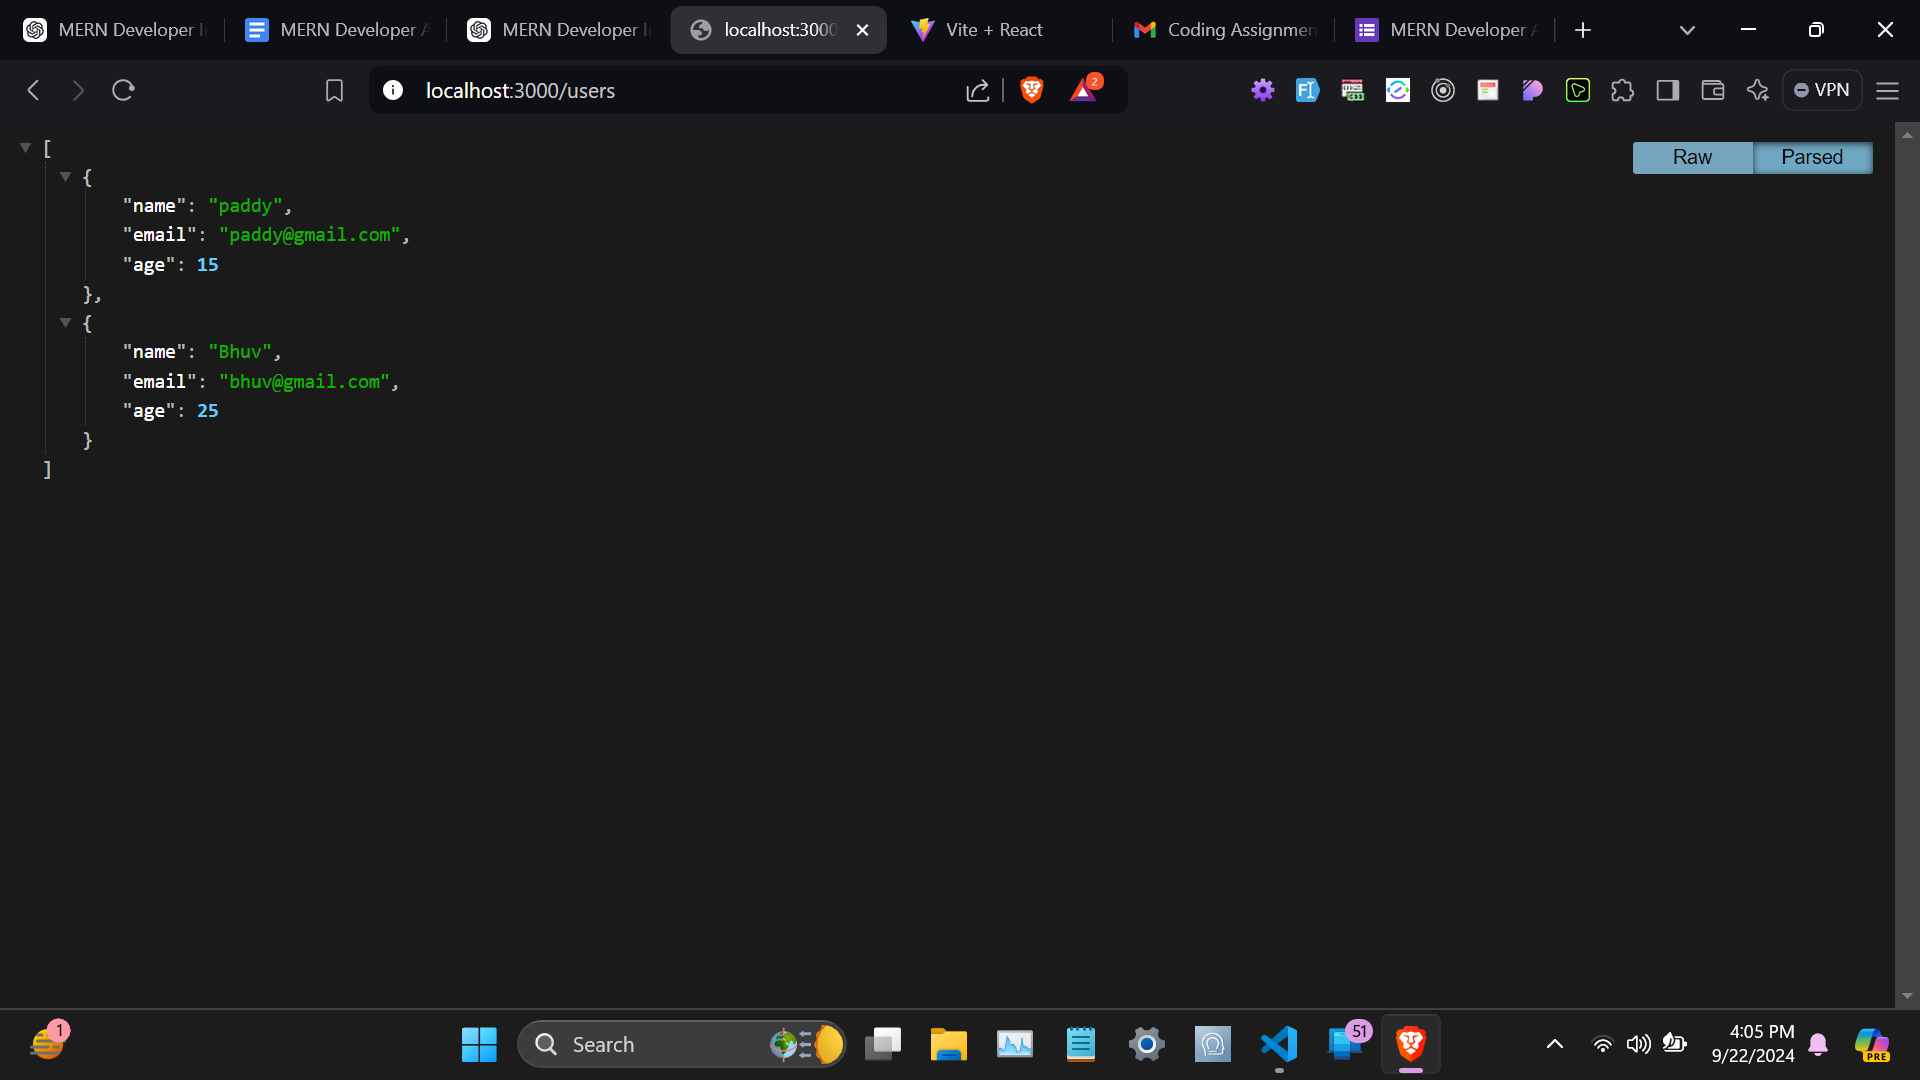 MERN Developer I
MERN Developer A
MERN Developer I
localhost:3000
Vite + React
Coding Assignmen
MERN Developer A
localhost:3000/users
2
VPN
Raw
Parsed
[
{
"name": "paddy",
"email": "paddy@gmail.com",
"age": 15
},
{
"name": "Bhuv",
"email": "bhuv@gmail.com",
"age": 25
}
]
1
Search
51
4:05 PM
9/22/2024
PRE